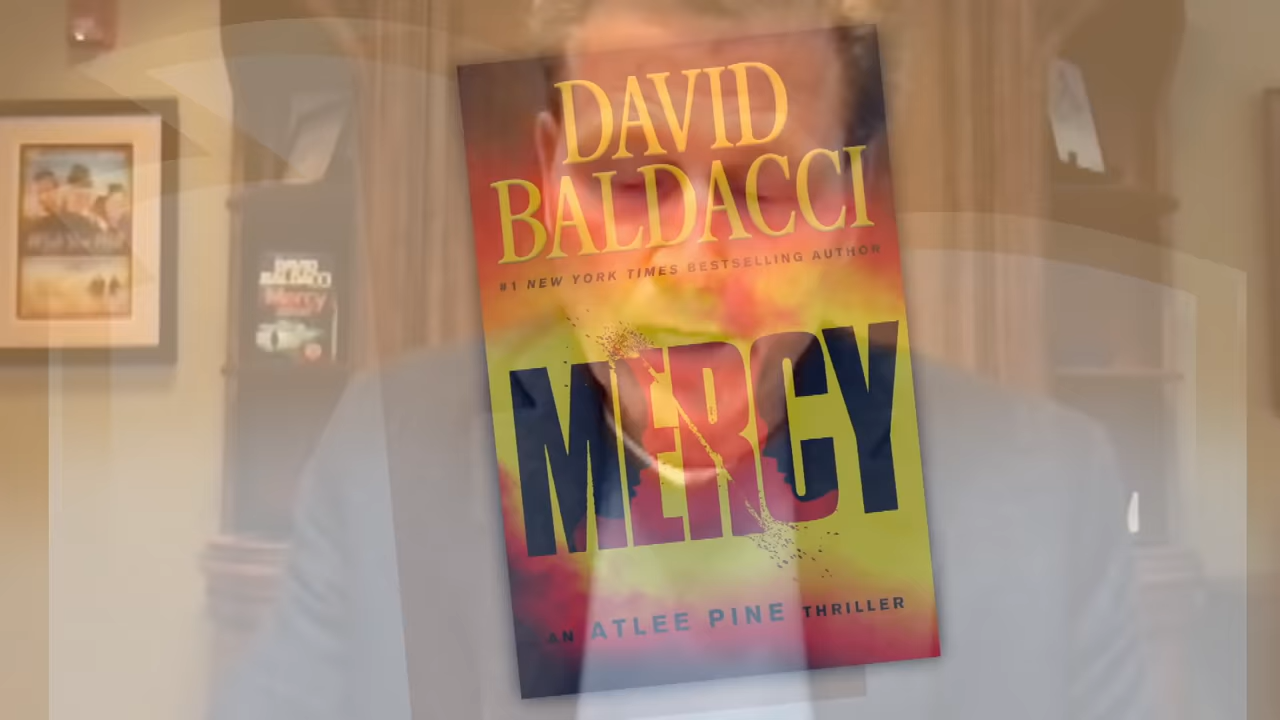 DAVID
BALDACCI
#1 NEW YORK TIMES BESTSELLING AUTHOR
MERCY
AN ATLEE PINE THRILLER
DAVID
BALDACCI
Mercy